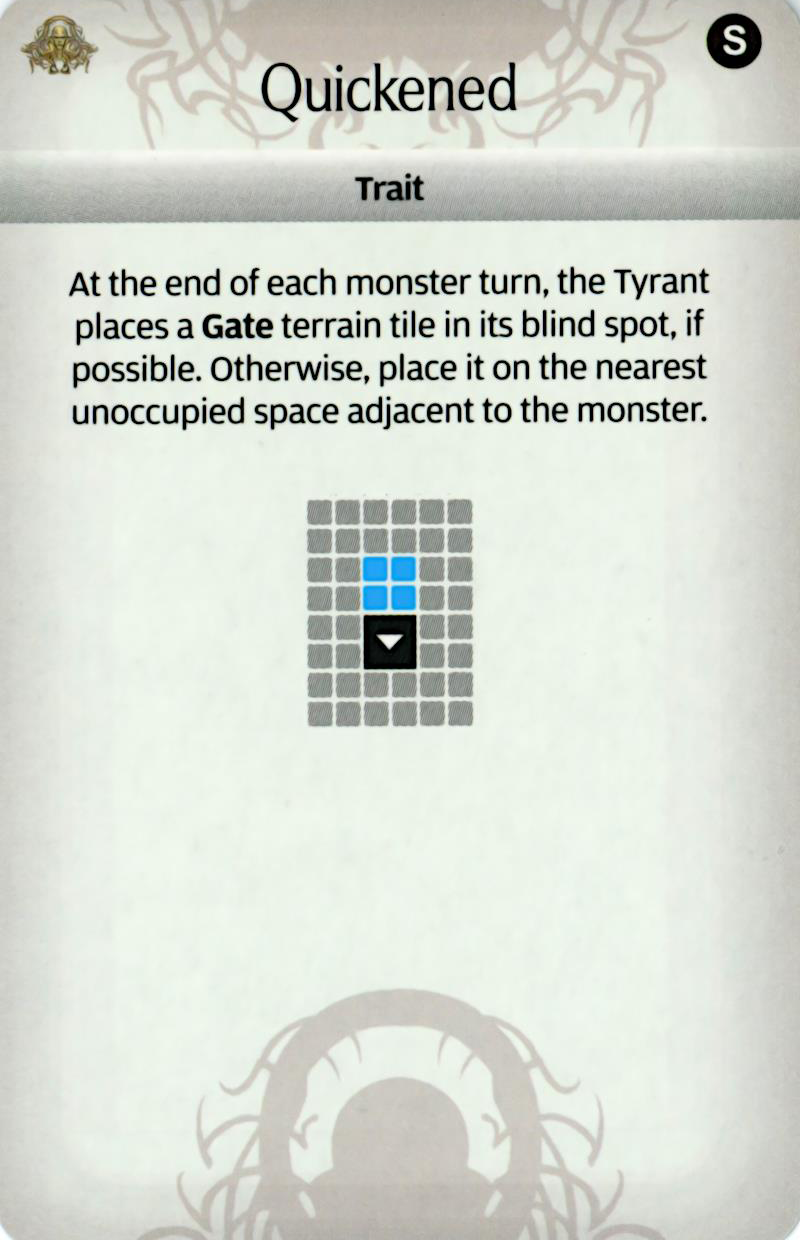 S
Quickened
Trait
At the end of each monster turn, the Tyrant
places a Gate terrain tile in its blind spot, if
possible. Otherwise, place it on the nearest
unoccupied space adjacent to the monster.